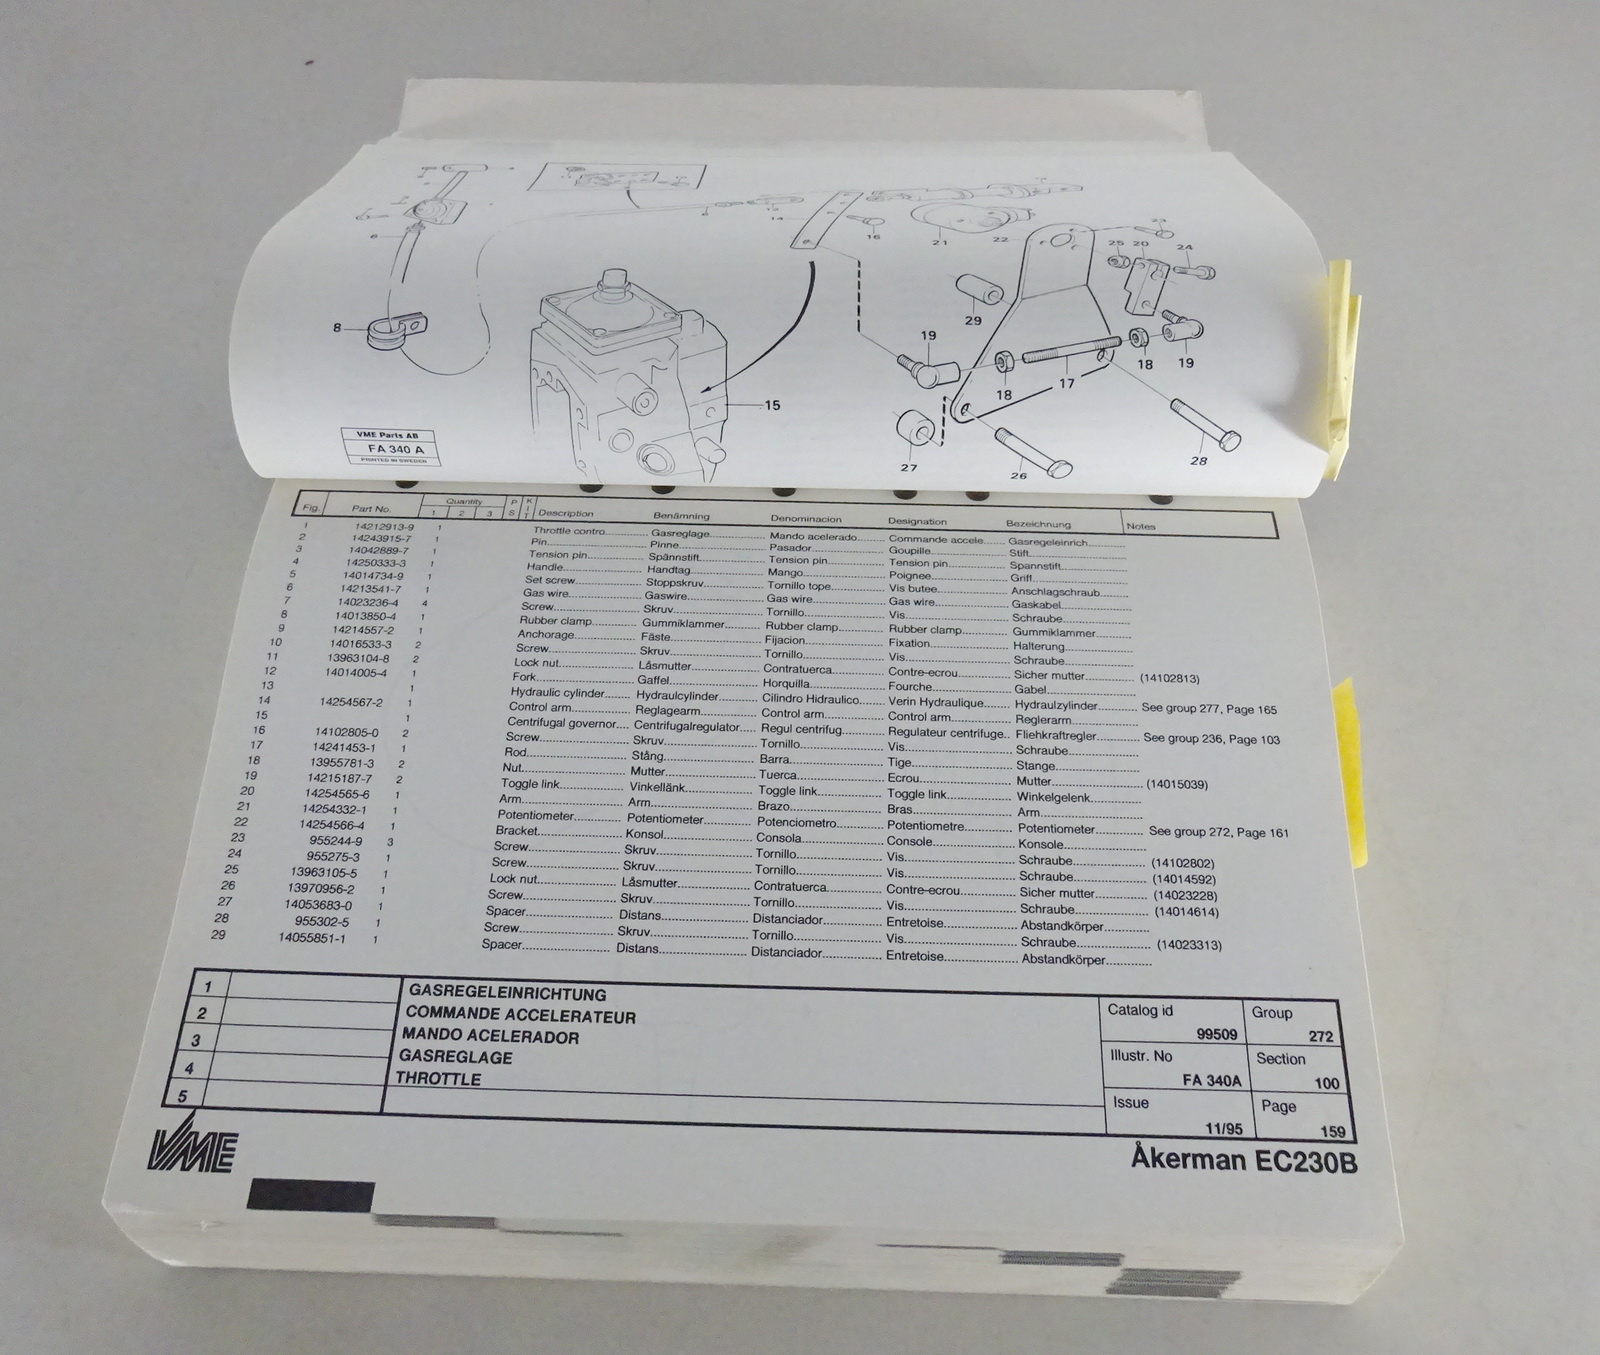 23
16
21
22
25 20 24
29
8
19
18
19
17
18
15
27
26
28
VME Parts AB
FA 340 A
PRINTED IN SWEDEN
Fig. Part No. Quantity 1 2 3 P S K I T Description Benämning Denominacion Designation Bezeichnung Notes
1 14212913-9 1 Throttle contro Gasreglage Mando acelerado Commande accele Gasregeleinrich
2 14243915-7 1 Pin Pinne Pasador Goupille Stift
3 14042889-7 1 Tension pin Spännstift Tension pin Tension pin Spannstift
4 14250333-3 1 Handle Handtag Mango Poignee Griff
5 14014734-9 1 Set screw Stoppskruv Tornillo tope Vis butee Anschlagschraub
6 14213541-7 1 Gas wire Gaswire Gas wire Gas wire Gaskabel
7 14023236-4 4 Screw Skruv Tornillo Vis Schraube
8 14013850-4 1 Rubber clamp Gummiklammer Rubber clamp Rubber clamp Gummiklammer
9 14214557-2 1 Anchorage Fäste Fijacion Fixation Halterung
10 14016533-3 2 Screw Skruv Tornillo Vis Schraube
11 13963104-8 2 Lock nut Låsmutter Contratuerca Contre-ecrou Sicher mutter (14102813)
12 14014005-4 1 Fork Gaffel Horquilla Fourche Gabel
13 1 Hydraulic cylinder Hydraulcylinder Cilindro Hidraulico Verin Hydraulique Hydraulzylinder See group 277, Page 165
14 14254567-2 1 Control arm Reglagearm Control arm Control arm Reglerarm
15 1 Centrifugal governor Centrifugalregulator Regul centrifug Regulateur centrifuge Fliehkraftregler See group 236, Page 103
16 14102805-0 2 Screw Skruv Tornillo Vis Schraube
17 14241453-1 1 Rod Stång Barra Tige Stange
18 13955781-3 2 Nut Mutter Tuerca Ecrou Mutter (14015039)
19 14215187-7 2 Toggle link Vinkellänk Toggle link Toggle link Winkelgelenk
20 14254565-6 1 Arm Arm Brazo Bras Arm
21 14254332-1 1 Potentiometer Potentiometer Potenciometro Potentiometre Potentiometer See group 272, Page 161
22 14254566-4 1 Bracket Konsol Consola Console Konsole
23 955244-9 3 Screw Skruv Tornillo Vis Schraube (14102802)
24 955275-3 1 Screw Skruv Tornillo Vis Schraube (14014592)
25 13963105-5 1 Lock nut Låsmutter Contratuerca Contre-ecrou Sicher mutter (14023228)
26 13970956-2 1 Screw Skruv Tornillo Vis Schraube (14014614)
27 14053683-0 1 Spacer Distans Distanciador Entretoise Abstandkörper
28 955302-5 1 Screw Skruv Tornillo Vis Schraube (14023313)
29 14055851-1 1 Spacer Distans Distanciador Entretoise Abstandkörper
1 GASREGELEINRICHTUNG
2 COMMANDE ACCELERATEUR
3 MANDO ACELERADOR
4 GASREGLAGE
5 THROTTLE
Catalog id 99509 Group 272
Illustr. No FA 340A Section 100
Issue 11/95 Page 159
VME
Åkerman EC230B